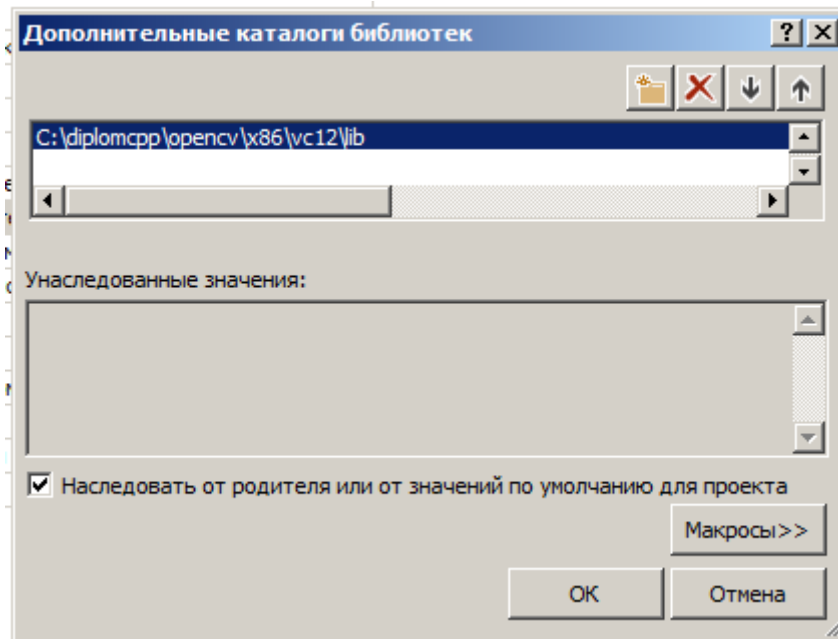 Дополнительные каталоги библиотек
C:\diplomcpp\opencv\x86\vc12\lib
Унаследованные значения:
Наследовать от родителя или от значений по умолчанию для проекта
Макросы>>
OK
Отмена